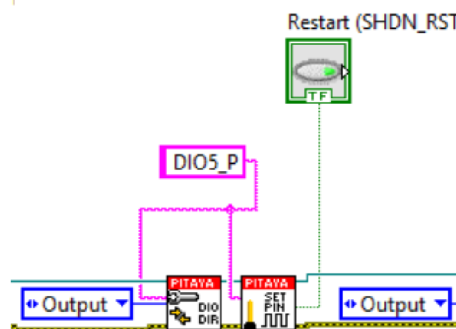 Restart (SHDN_RST
TF
DIO5_P
PITAYA
DIO
DIR
PITAYA
SET
PIN
Output
Output